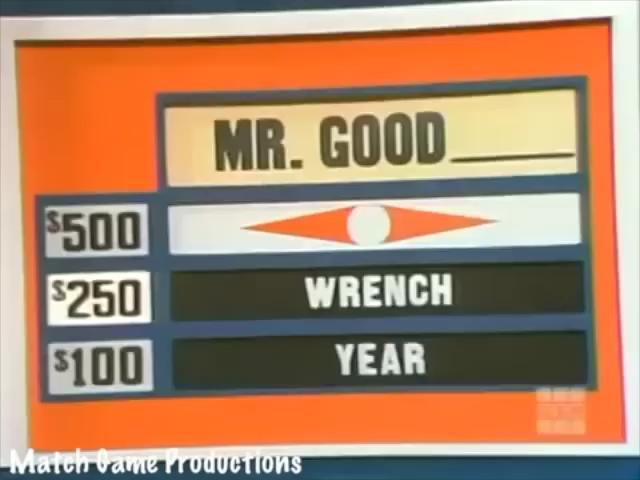 MR. GOOD____
$500
$250 WRENCH
$100 YEAR
Match Game Productions